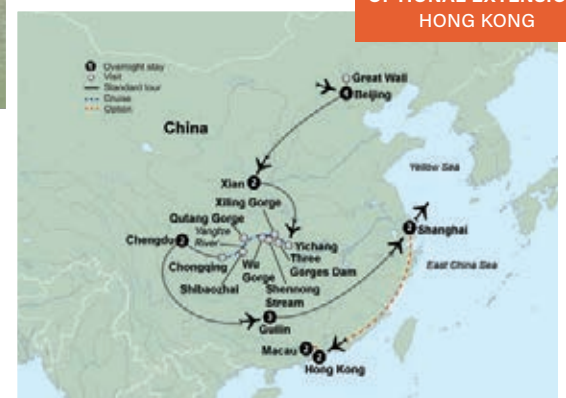 HONG KONG
Overnight stay
Visit
Standard tour
Cruise
Option
Great Wall
4 Beijing
China
Yellow Sea
Xian 2
Xiling Gorge
Qutang Gorge
Yangtze
River
Chengdu 2
Yichang
Three
Gorges Dam
Chongqing
Wu
Gorge
Shibaozhai
Shennong
Stream
2 Shanghai
East China Sea
3
Guilin
Macau 2
2
Hong Kong